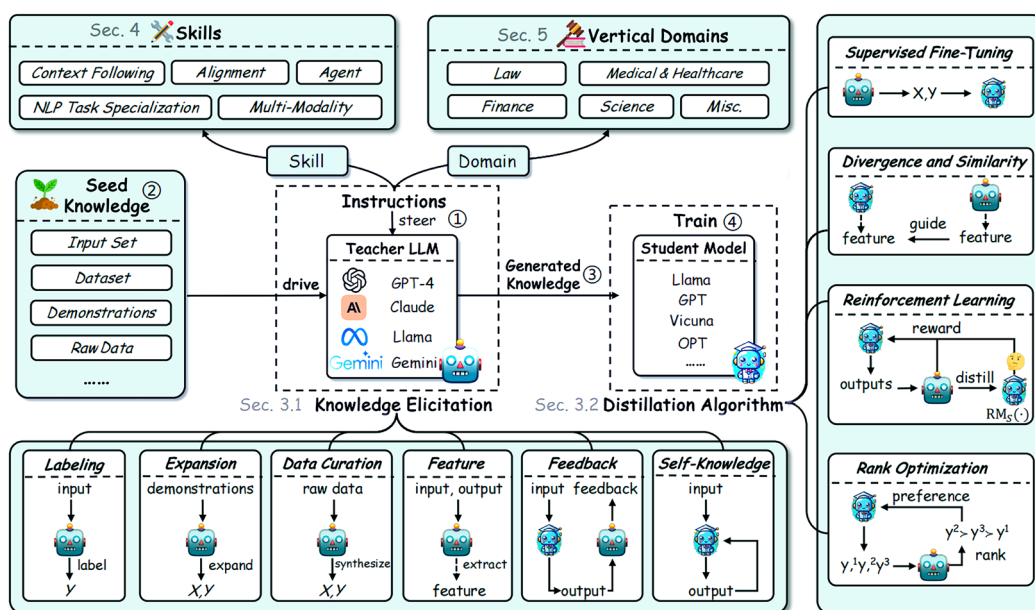 Sec. 4 Skills
Context Following
Alignment
Agent
NLP Task Specialization
Multi-Modality
Sec. 5 Vertical Domains
Law
Medical & Healthcare
Finance
Science
Misc.
Skill
Domain
Seed
Knowledge ②
Input Set
Dataset
Demonstrations
Raw Data
......
drive
Instructions
steer ①
Teacher LLM
GPT-4
A\ Claude
Llama
Gemini Gemini
Generated
Knowledge ③
Train ④
Student Model
Llama
GPT
Vicuna
OPT
......
Sec. 3.1 Knowledge Elicitation
Sec. 3.2 Distillation Algorithm
Labeling
input
label
Y
Expansion
demonstrations
expand
X,Y
Data Curation
raw data
synthesize
X,Y
Feature
input, output
extract
feature
Feedback
input feedback
output
Self-Knowledge
input
output
Supervised Fine-Tuning
X,Y
Divergence and Similarity
guide
feature feature
Reinforcement Learning
reward
outputs distill
RM_S(·)
Rank Optimization
preference
y²≻y³≻y¹
y,¹y,²y³ rank